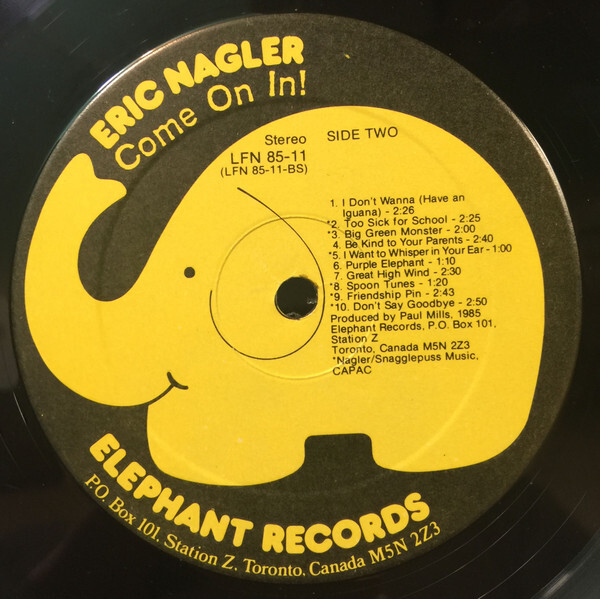 ERIC NAGLER
Come On In!
Stereo SIDE TWO
LFN 85-11
(LFN 85-11-BS)
1. I Don't Wanna (Have an
Iguana) - 2:26
*2. Too Sick for School - 2:25
*3. Big Green Monster - 2:00
4. Be Kind to Your Parents - 2:40
*5. I Want to Whisper in Your Ear - 1:00
6. Purple Elephant - 1:10
7. Great High Wind - 2:30
*8. Spoon Tunes - 1:20
*9. Friendship Pin - 2:43
*10. Don't Say Goodbye - 2:50
Produced by Paul Mills, 1985
Elephant Records, P.O. Box 101,
Station Z
Toronto, Canada M5N 2Z3
*Nagler/Snagglepuss Music,
CAPAC
ELEPHANT RECORDS
P.O. Box 101, Station Z, Toronto, Canada M5N 2Z3